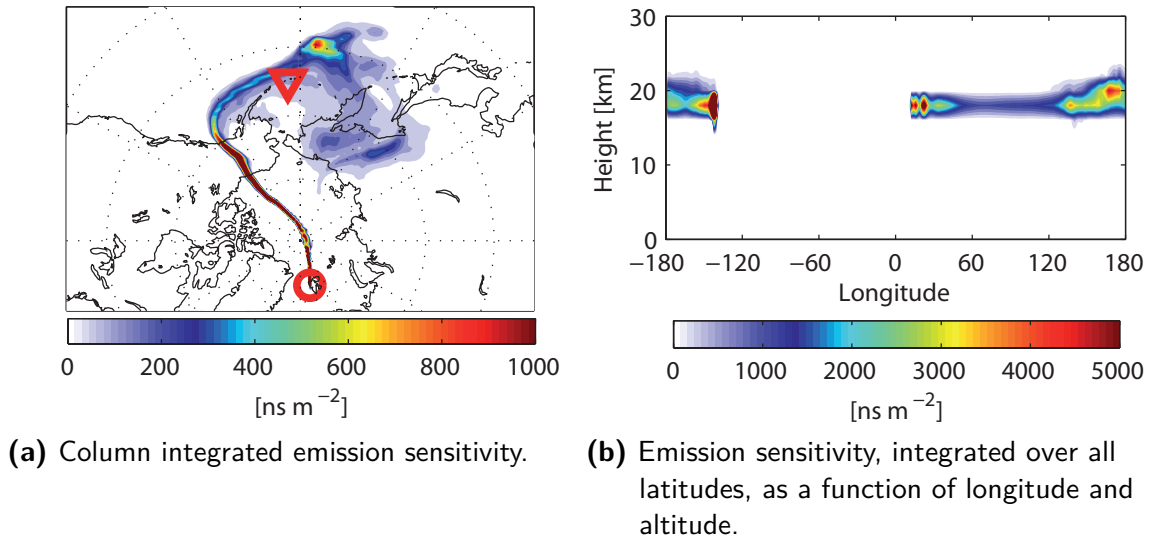 0 200 400 600 800 1000
[ns m⁻²]
(a) Column integrated emission sensitivity.
30
20
10
0
Height [km]
−180 −120 −60 0 60 120 180
Longitude
0 1000 2000 3000 4000 5000
[ns m⁻²]
(b) Emission sensitivity, integrated over all
latitudes, as a function of longitude and
altitude.